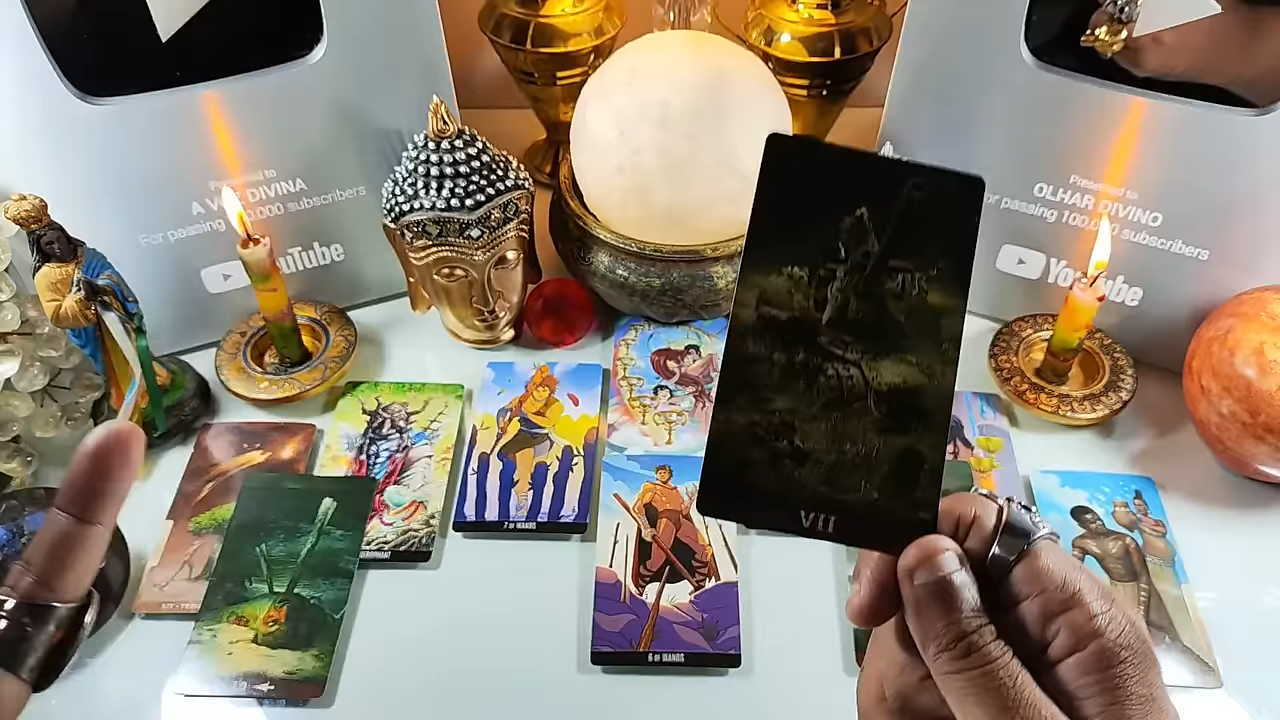 Presented to
A VOZ DIVINA
For passing 100,000 subscribers
YouTube
Presented to
OLHAR DIVINO
For passing 100,000 subscribers
YouTube
VII
7 OF WANDS
6 OF WANDS